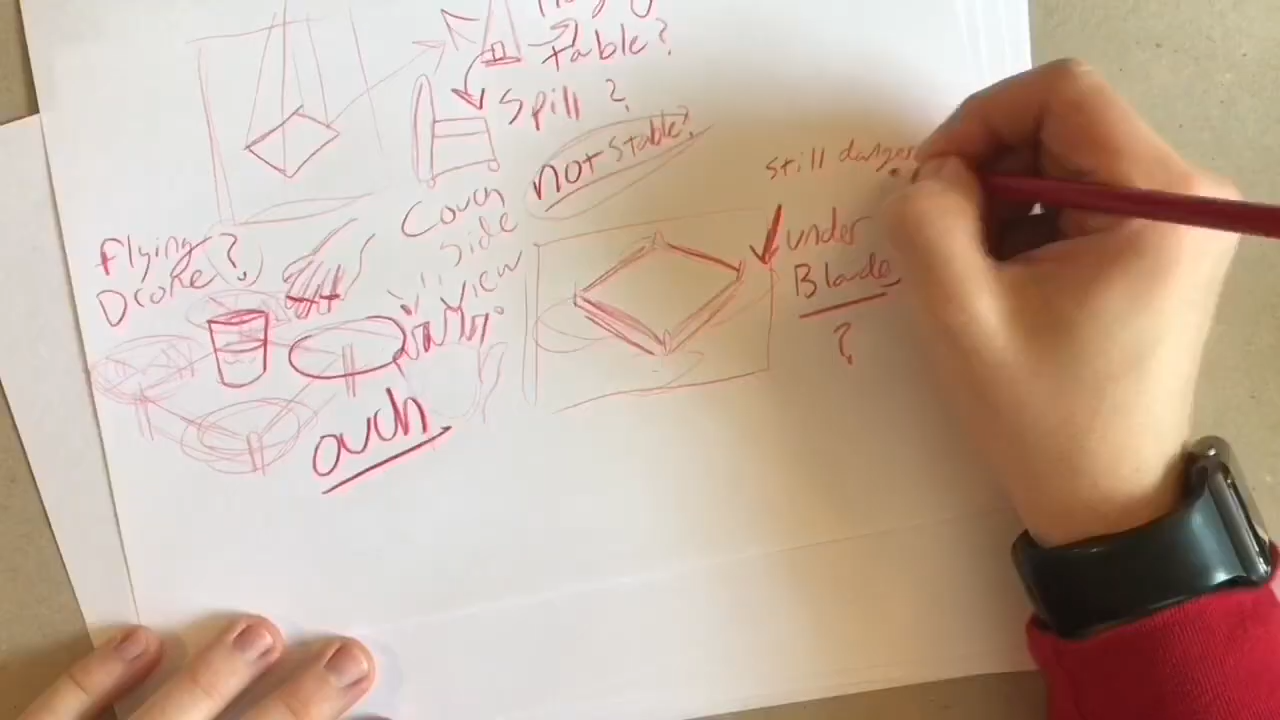 table?
Spill?
not stable?
still danger
Flying
Drone?
Couch
side
view
under
Blade
?
ouch